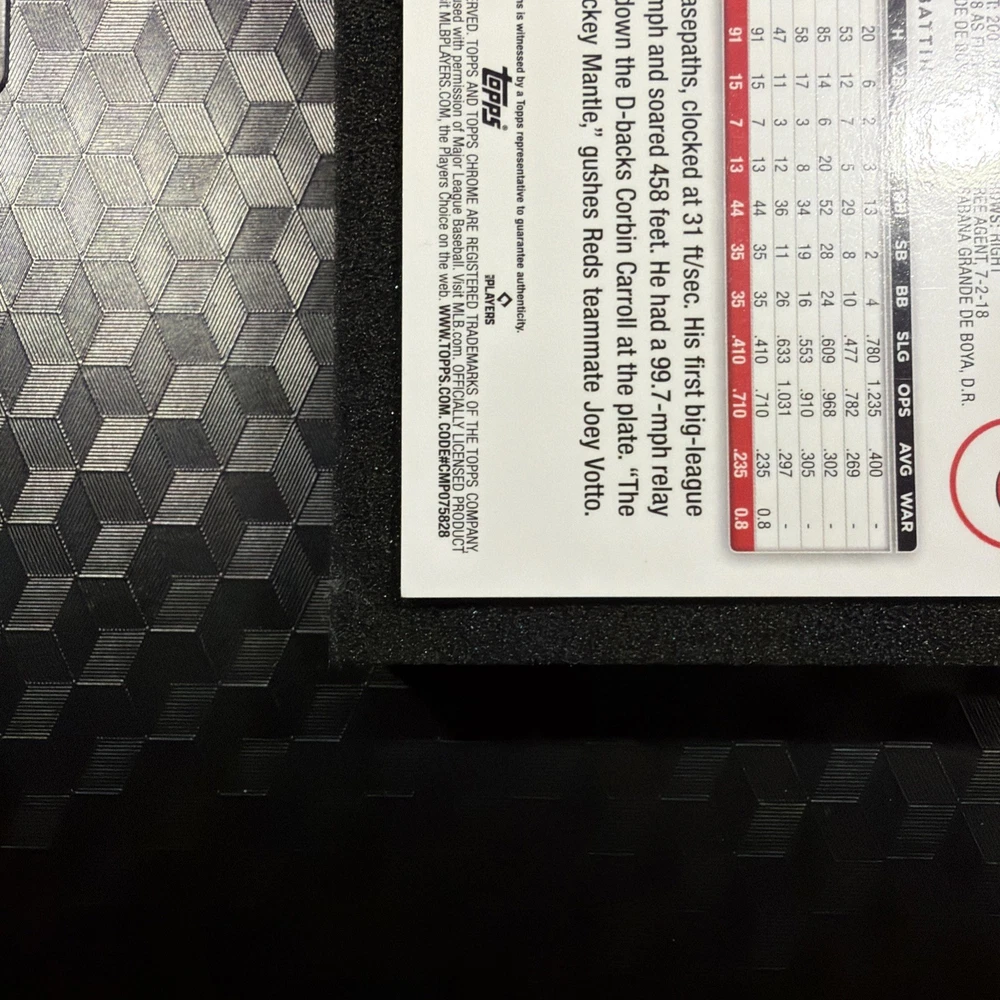 T: 200
REE AGENT, 7-2-18
ABANA GRANDE DE BOYA, D.R.
BATTIN
H SB BB SLG OPS AVG WAR
20 6 2 3 13 2 4 .780 1.235 .400 -
53 12 7 5 29 8 10 .477 .782 .269 -
85 14 6 20 52 28 24 .609 .968 .302 -
58 17 3 8 34 19 16 .553 .910 .305 -
47 11 3 12 36 11 26 .633 1.031 .297 -
91 15 7 13 44 35 35 .410 .710 .235 0.8
91 15 7 13 44 35 35 .410 .710 .235 0.8
asepaths, clocked at 31 ft/sec. His first big-league
mph and soared 458 feet. He had a 99.7-mph relay
down the D-backs Corbin Carroll at the plate. “The
ckey Mantle,” gushes Reds teammate Joey Votto.
ns is witnessed by a Topps representative to guarantee authenticity.
topps®
PLAYERS
ERVED. TOPPS AND TOPPS CHROME ARE REGISTERED TRADEMARKS OF THE TOPPS COMPANY,
used with permission of Major League Baseball. Visit MLB.com. OFFICIALLY LICENSED PRODUCT
it MLBPLAYERS.COM, the Players Choice on the web. WWW.TOPPS.COM. CODE#CMP075828